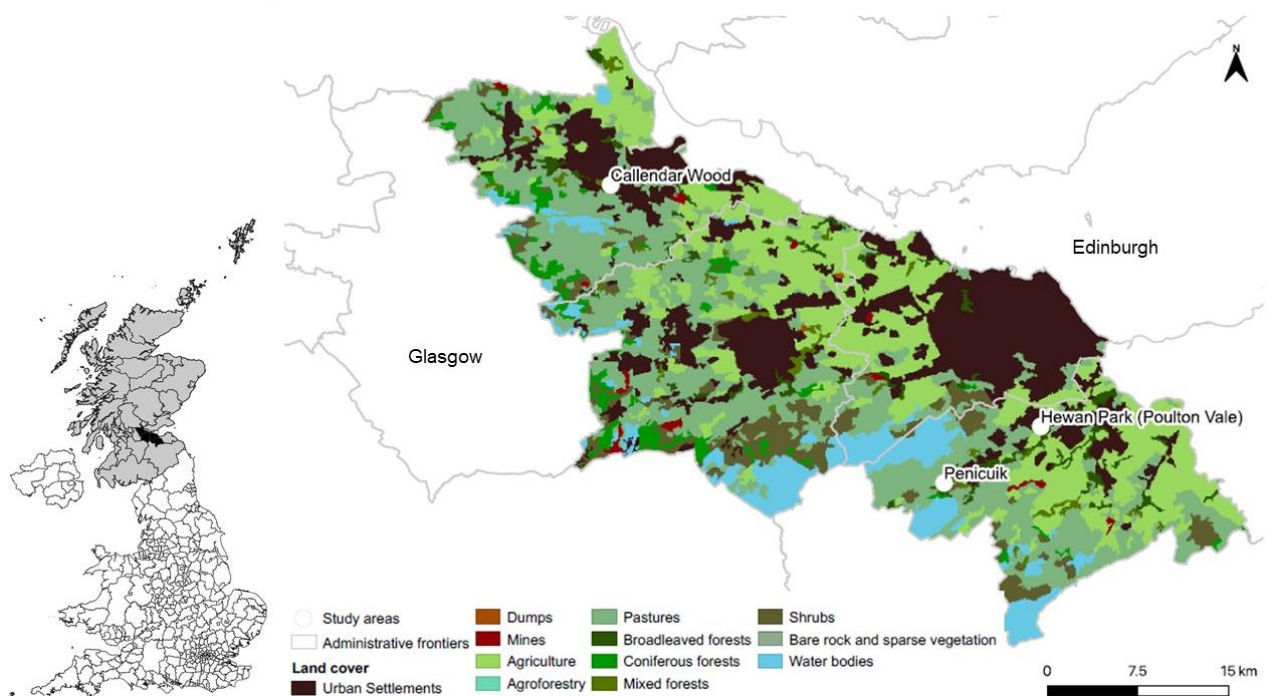 N
Callendar Wood
Edinburgh
Glasgow
Hewan Park (Poulton Vale)
Penicuik
Study areas
Administrative frontiers
Land cover
Urban Settlements
Dumps
Mines
Agriculture
Agroforestry
Pastures
Broadleaved forests
Coniferous forests
Mixed forests
Shrubs
Bare rock and sparse vegetation
Water bodies
0 7.5 15 km